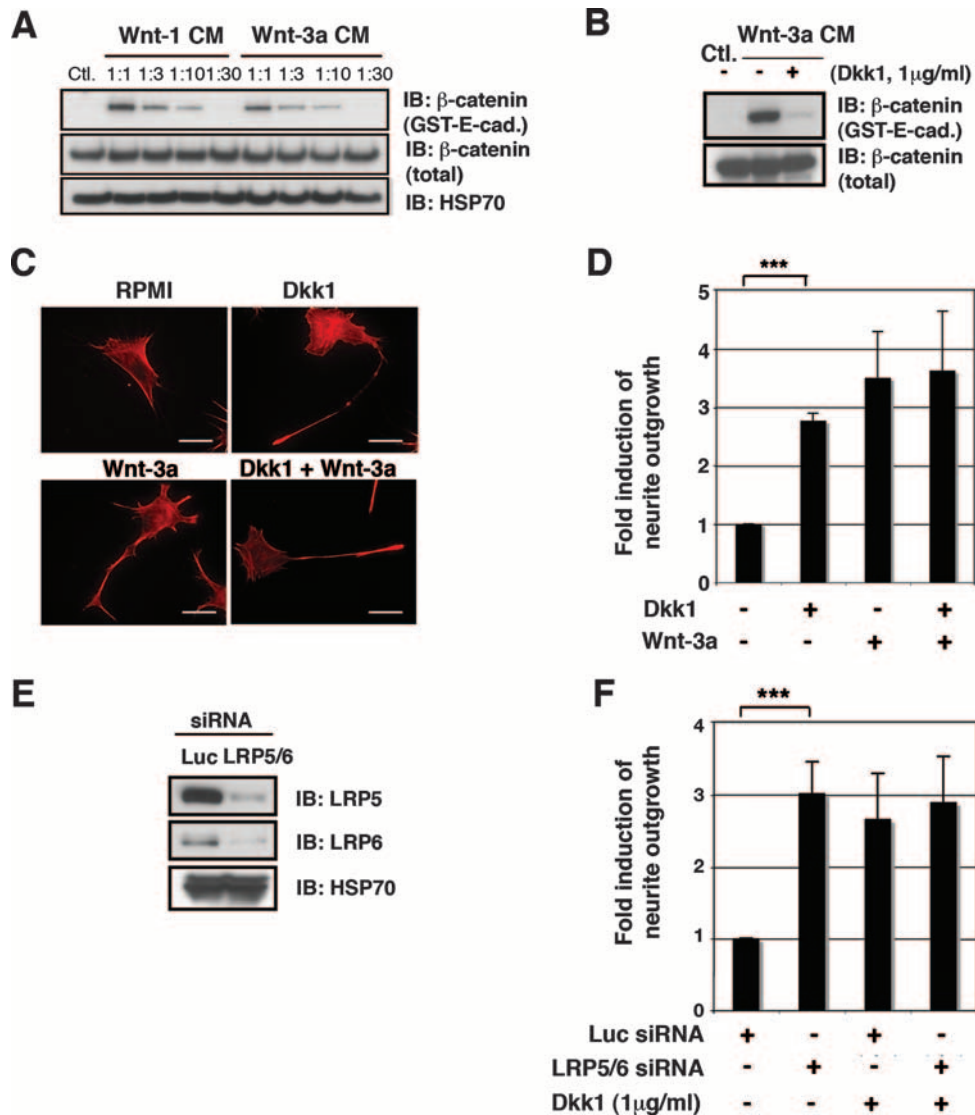 A
Wnt-1 CM Wnt-3a CM
Ctl. 1:1 1:3 1:10 1:30 1:1 1:3 1:10 1:30
IB: β-catenin
(GST-E-cad.)
IB: β-catenin
(total)
IB: HSP70
B
Wnt-3a CM
Ctl.
- - + (Dkk1, 1µg/ml)
IB: β-catenin
(GST-E-cad.)
IB: β-catenin
(total)
C
RPMI Dkk1
Wnt-3a Dkk1 + Wnt-3a
D
***
Fold induction of
neurite outgrowth
5
4
3
2
1
0
Dkk1 - + - +
Wnt-3a - - + +
E
siRNA
Luc LRP5/6
IB: LRP5
IB: LRP6
IB: HSP70
F
***
Fold induction of
neurite outgrowth
4
3
2
1
0
Luc siRNA + - + -
LRP5/6 siRNA - + - +
Dkk1 (1µg/ml) - - + +